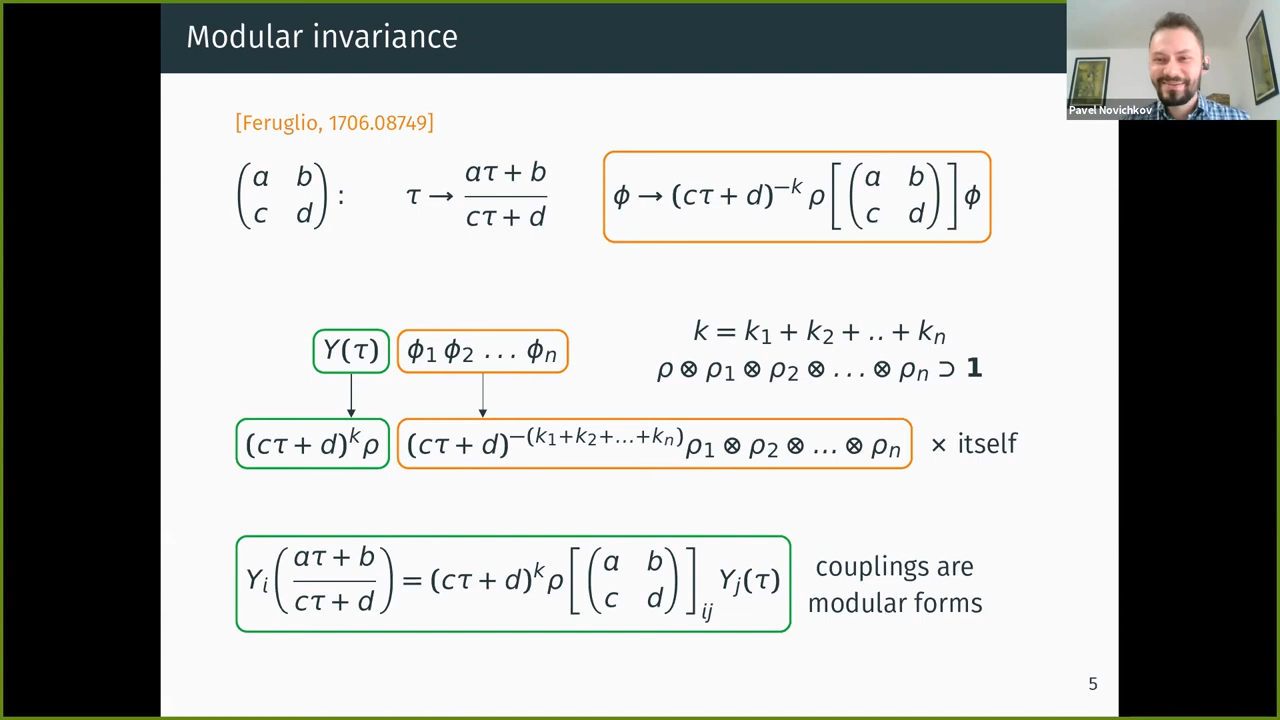 Modular invariance
Pavel Novichkov
[Feruglio, 1706.08749]
(a b
c d) : τ → (aτ + b)/(cτ + d) ϕ → (cτ + d)^{−k} ρ[(a b
c d)]ϕ
k = k₁ + k₂ + .. + kₙ
Y(τ) ϕ₁ ϕ₂ … ϕₙ
ρ ⊗ ρ₁ ⊗ ρ₂ ⊗ … ⊗ ρₙ ⊃ 1
(cτ + d)^k ρ (cτ + d)^{−(k₁+k₂+…+kₙ)} ρ₁ ⊗ ρ₂ ⊗ … ⊗ ρₙ × itself
Y_i((aτ + b)/(cτ + d)) = (cτ + d)^k ρ[(a b
c d)]_{ij} Y_j(τ)
couplings are
modular forms
5